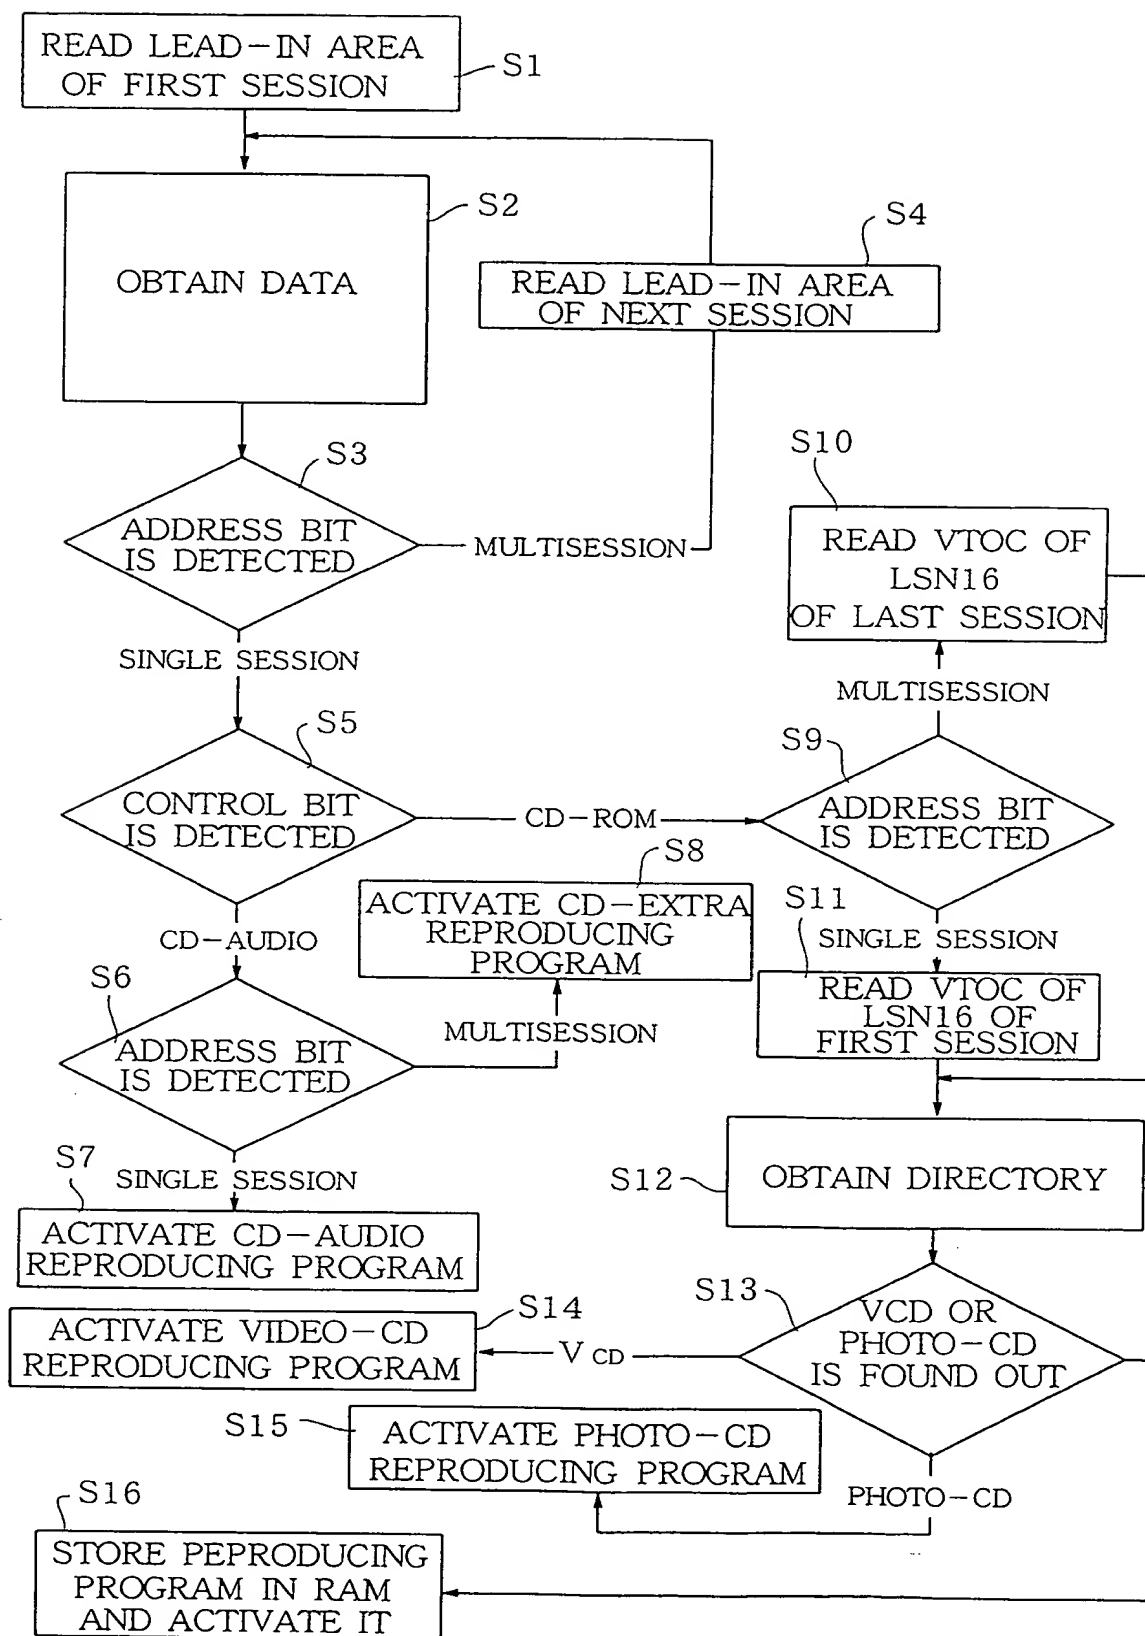 READ LEAD-IN AREA
OF FIRST SESSION
S1
S2
OBTAIN DATA
S4
READ LEAD-IN AREA
OF NEXT SESSION
S3
ADDRESS BIT
IS DETECTED
MULTISESSION
SINGLE SESSION
S10
READ VTOC OF
LSN16
OF LAST SESSION
MULTISESSION
S5
CONTROL BIT
IS DETECTED
CD-ROM
S9
ADDRESS BIT
IS DETECTED
S8
ACTIVATE CD-EXTRA
REPRODUCING
PROGRAM
CD-AUDIO
S6
ADDRESS BIT
IS DETECTED
MULTISESSION
S11
SINGLE SESSION
READ VTOC OF
LSN16 OF
FIRST SESSION
S7
SINGLE SESSION
ACTIVATE CD-AUDIO
REPRODUCING PROGRAM
S12
OBTAIN DIRECTORY
S13
VCD OR
PHOTO-CD
IS FOUND OUT
S14
ACTIVATE VIDEO-CD
REPRODUCING PROGRAM
V CD
S15
ACTIVATE PHOTO-CD
REPRODUCING PROGRAM
PHOTO-CD
S16
STORE PEPRODUCING
PROGRAM IN RAM
AND ACTIVATE IT